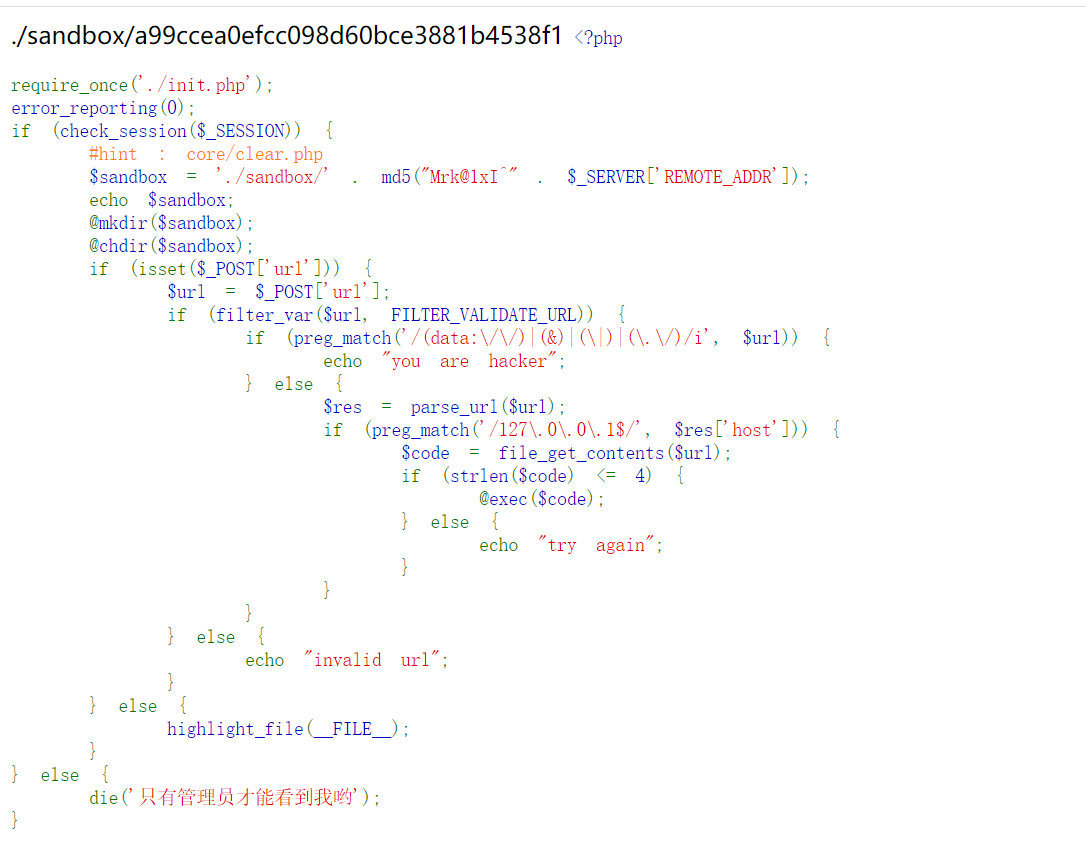 ./sandbox/a99ccea0efcc098d60bce3881b4538f1 <?php
require_once('./init.php');
error_reporting(0);
if (check_session($_SESSION)) {
#hint : core/clear.php
$sandbox = './sandbox/' . md5("Mrk@1xI^" . $_SERVER['REMOTE_ADDR']);
echo $sandbox;
@mkdir($sandbox);
@chdir($sandbox);
if (isset($_POST['url'])) {
$url = $_POST['url'];
if (filter_var($url, FILTER_VALIDATE_URL)) {
if (preg_match('/(data:\/\/)|(&)|(\|)|(\.\/)/i', $url)) {
echo "you are hacker";
} else {
$res = parse_url($url);
if (preg_match('/127\.0\.0\.1$/', $res['host'])) {
$code = file_get_contents($url);
if (strlen($code) <= 4) {
@exec($code);
} else {
echo "try again";
}
}
}
} else {
echo "invalid url";
}
} else {
highlight_file(__FILE__);
}
} else {
die('只有管理员才能看到我哟');
}